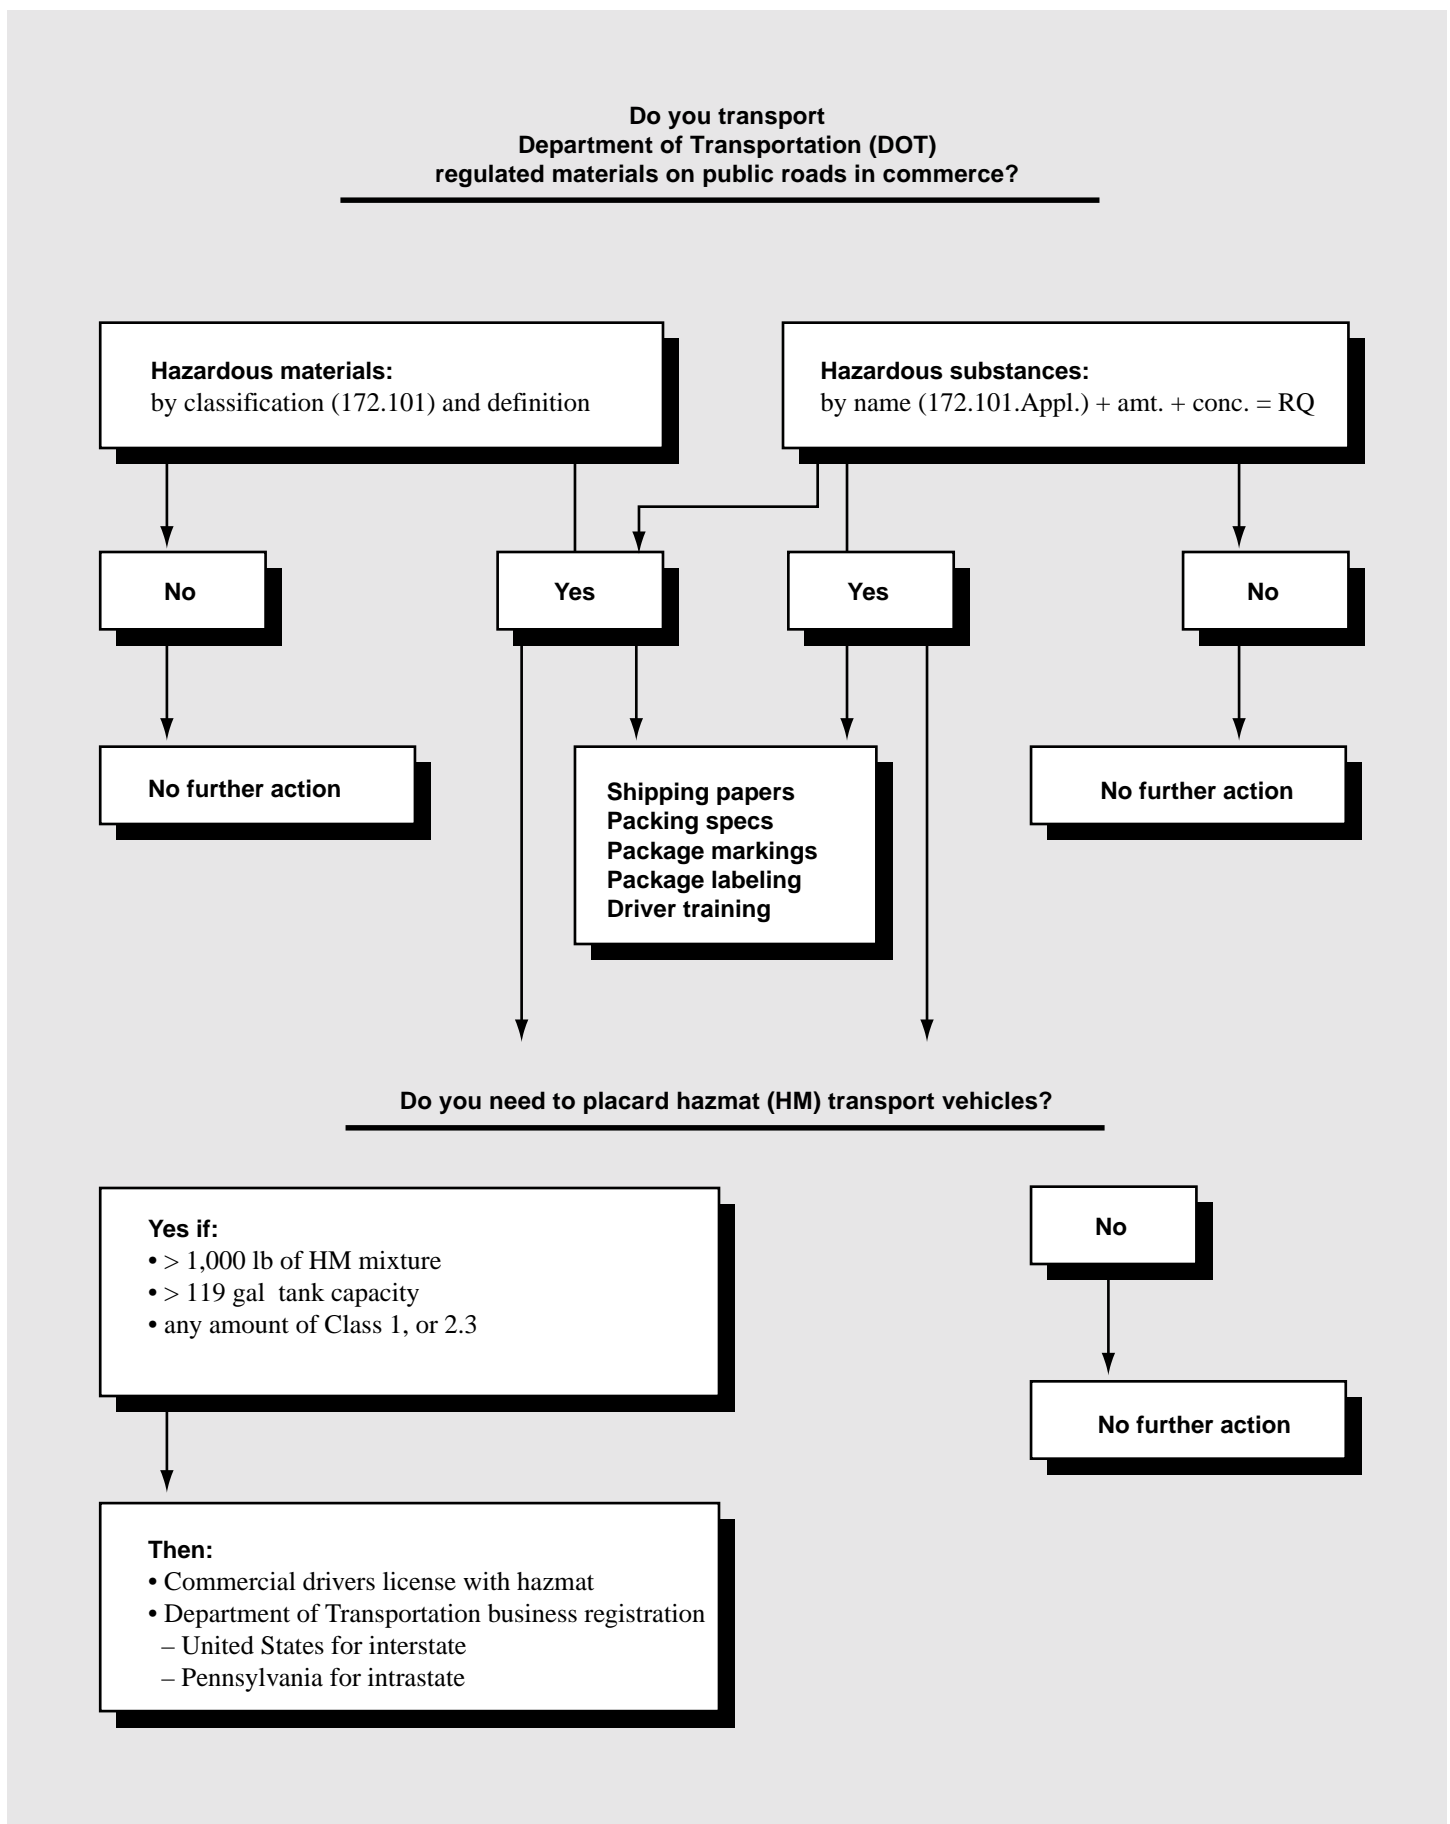 Do you transport
Department of Transportation (DOT)
regulated materials on public roads in commerce?
Hazardous materials:
by classification (172.101) and definition
Hazardous substances:
by name (172.101.Appl.) + amt. + conc. = RQ
No
Yes
Yes
No
No further action
Shipping papers
Packing specs
Package markings
Package labeling
Driver training
No further action
Do you need to placard hazmat (HM) transport vehicles?
Yes if:
• > 1,000 lb of HM mixture
• > 119 gal tank capacity
• any amount of Class 1, or 2.3
No
No further action
Then:
• Commercial drivers license with hazmat
• Department of Transportation business registration
– United States for interstate
– Pennsylvania for intrastate